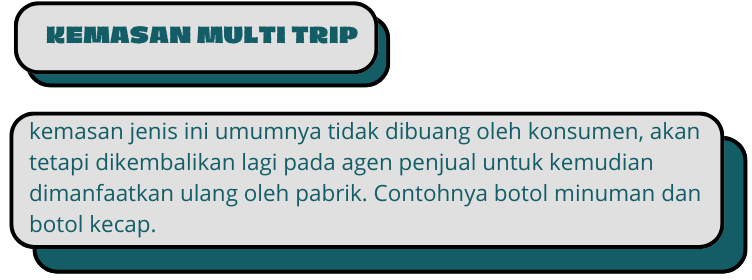 KEMASAN MULTI TRIP
kemasan jenis ini umumnya tidak dibuang oleh konsumen, akan
tetapi dikembalikan lagi pada agen penjual untuk kemudian
dimanfaatkan ulang oleh pabrik. Contohnya botol minuman dan
botol kecap.